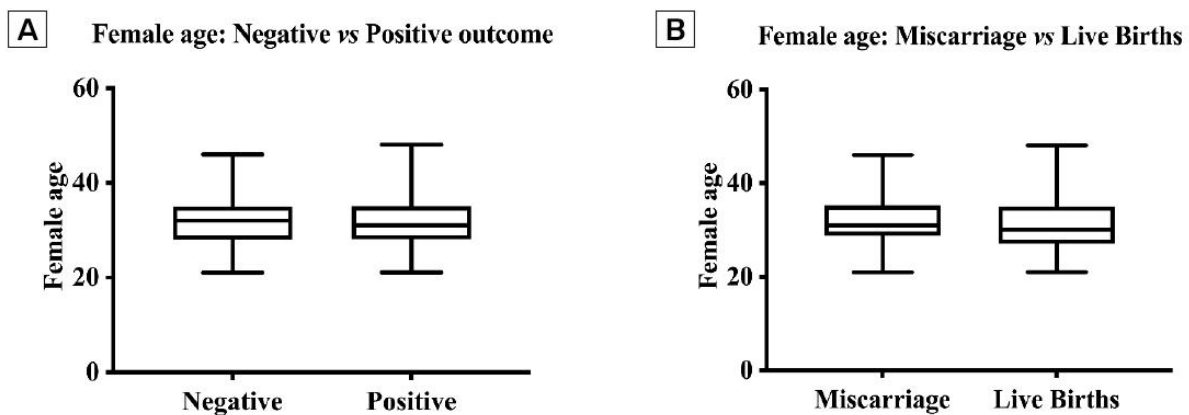 A
Female age: Negative vs Positive outcome
60
40
20
0
Female age
Negative
Positive
B
Female age: Miscarriage vs Live Births
60
40
20
0
Female age
Miscarriage
Live Births